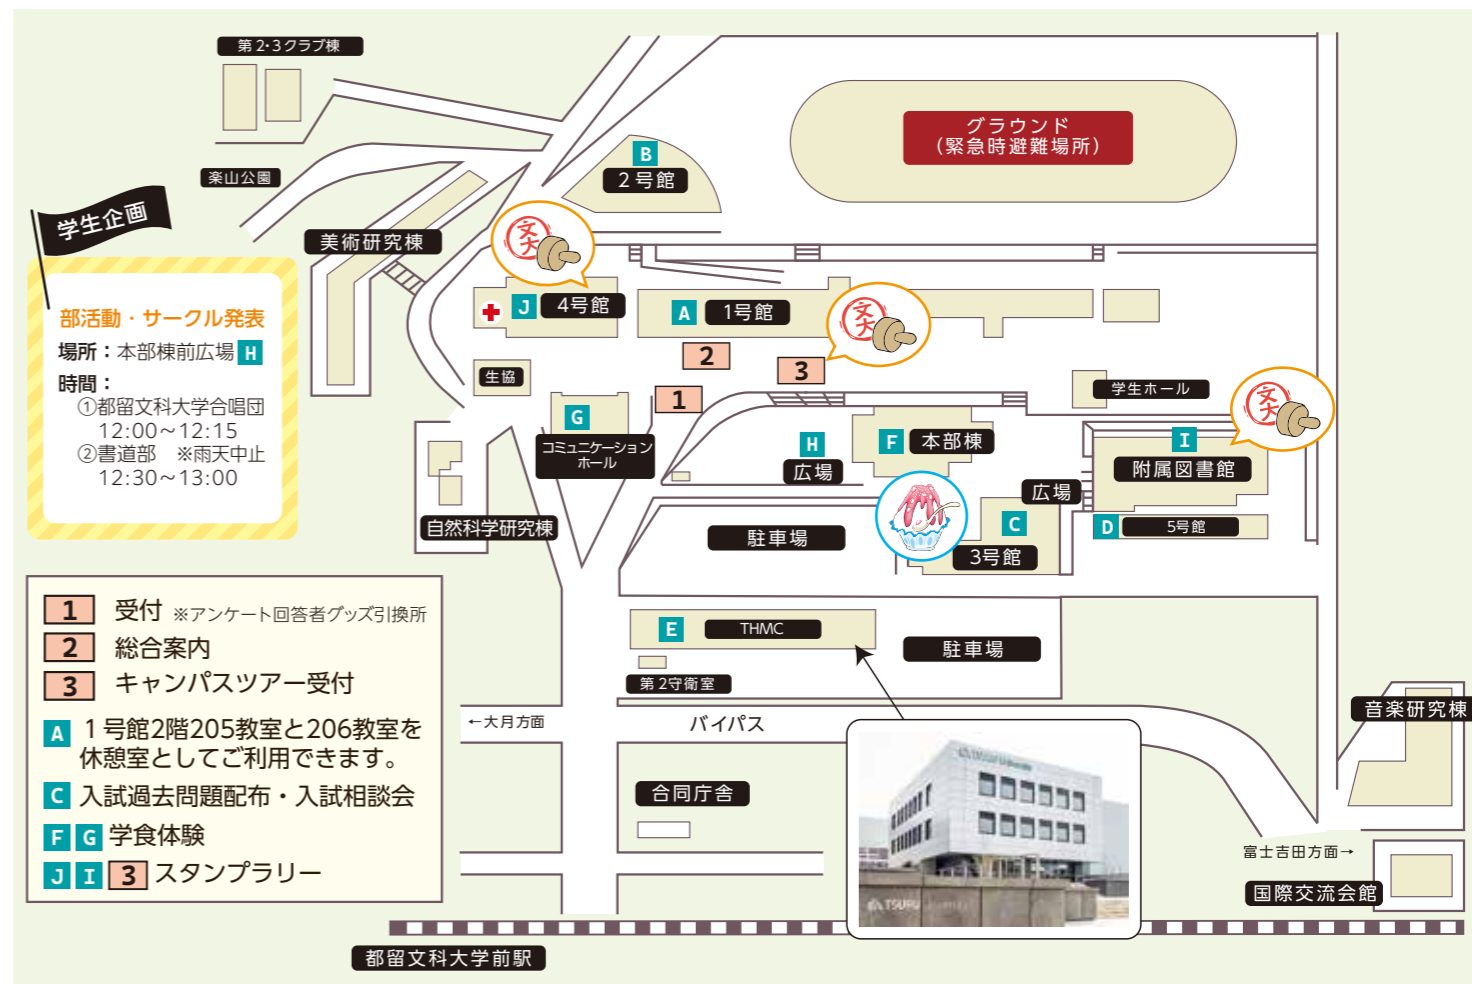 第2・3クラブ棟
グラウンド
(緊急時避難場所)
B
2号館
楽山公園
学生企画
美術研究棟
文大
部活動・サークル発表
場所：本部棟前広場 H
時間：
①都留文科大学合唱団
12:00〜12:15
②書道部 ※雨天中止
12:30〜13:00
J 4号館
A 1号館
文大
2
3
1
生協
学生ホール
文大
G
コミュニケーション
ホール
H
広場
F 本部棟
I
附属図書館
広場
自然科学研究棟
駐車場
C
3号館
D 5号館
E THMC
駐車場
第2守衛室
1 受付 ※アンケート回答者グッズ引換所
2 総合案内
3 キャンパスツアー受付
A 1号館2階205教室と206教室を
休憩室としてご利用できます。
C 入試過去問題配布・入試相談会
F G 学食体験
J I 3 スタンプラリー
←大月方面
バイパス
音楽研究棟
合同庁舎
TSURU
富士吉田方面→
国際交流会館
都留文科大学前駅